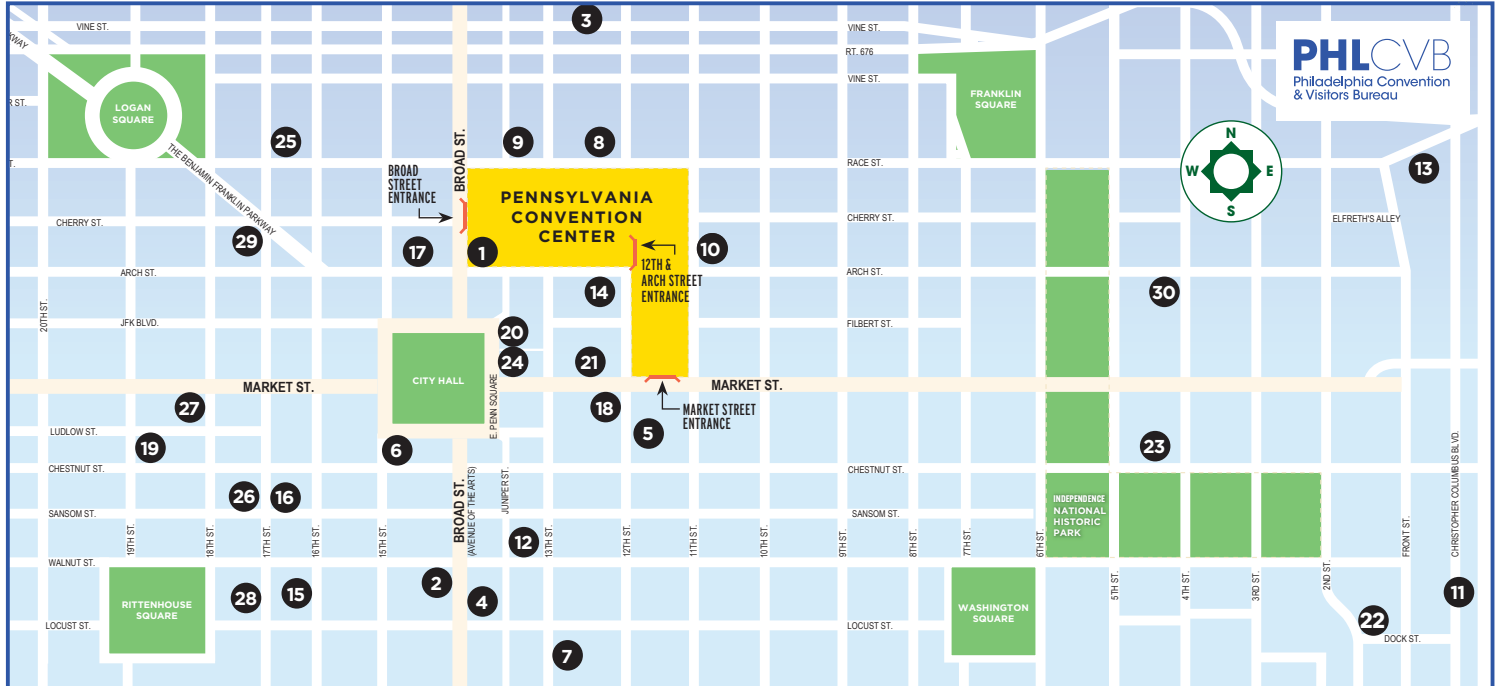 3
VINE ST.
VINE ST.
KWAY
RT. 676
PHLCVB
Philadelphia Convention
& Visitors Bureau
VINE ST.
FRANKLIN
SQUARE
R ST.
LOGAN
SQUARE
25
9
8
BROAD ST.
N
W
E
S
T.
RACE ST.
13
THE BENJAMIN FRANKLIN PARKWAY
BROAD
STREET
ENTRANCE
PENNSYLVANIA
CONVENTION
CENTER
CHERRY ST.
CHERRY ST.
ELFRETH'S ALLEY
29
17
1
10
12TH &
ARCH STREET
ENTRANCE
ARCH ST.
ARCH ST.
14
30
20TH ST.
JFK BLVD.
20
FILBERT ST.
24
21
CITY HALL
E. PENN SQUARE
MARKET ST.
MARKET ST.
27
18
MARKET STREET
ENTRANCE
LUDLOW ST.
19
6
5
23
CHESTNUT ST.
CHESTNUT ST.
CHRISTOPHER COLUMBUS BLVD.
26
16
BROAD ST.
(AVENUE OF THE ARTS)
JUNIPER ST.
INDEPENDENCE
NATIONAL
HISTORIC
PARK
SANSOM ST.
SANSOM ST.
19TH ST.
18TH ST.
17TH ST.
16TH ST.
15TH ST.
12
13TH ST.
12TH ST.
11TH ST.
10TH ST.
9TH ST.
8TH ST.
7TH ST.
6TH ST.
FRONT ST.
WALNUT ST.
5TH ST.
4TH ST.
3RD ST.
2ND ST.
RITTENHOUSE
SQUARE
28
15
2
4
WASHINGTON
SQUARE
11
22
LOCUST ST.
LOCUST ST.
DOCK ST.
7